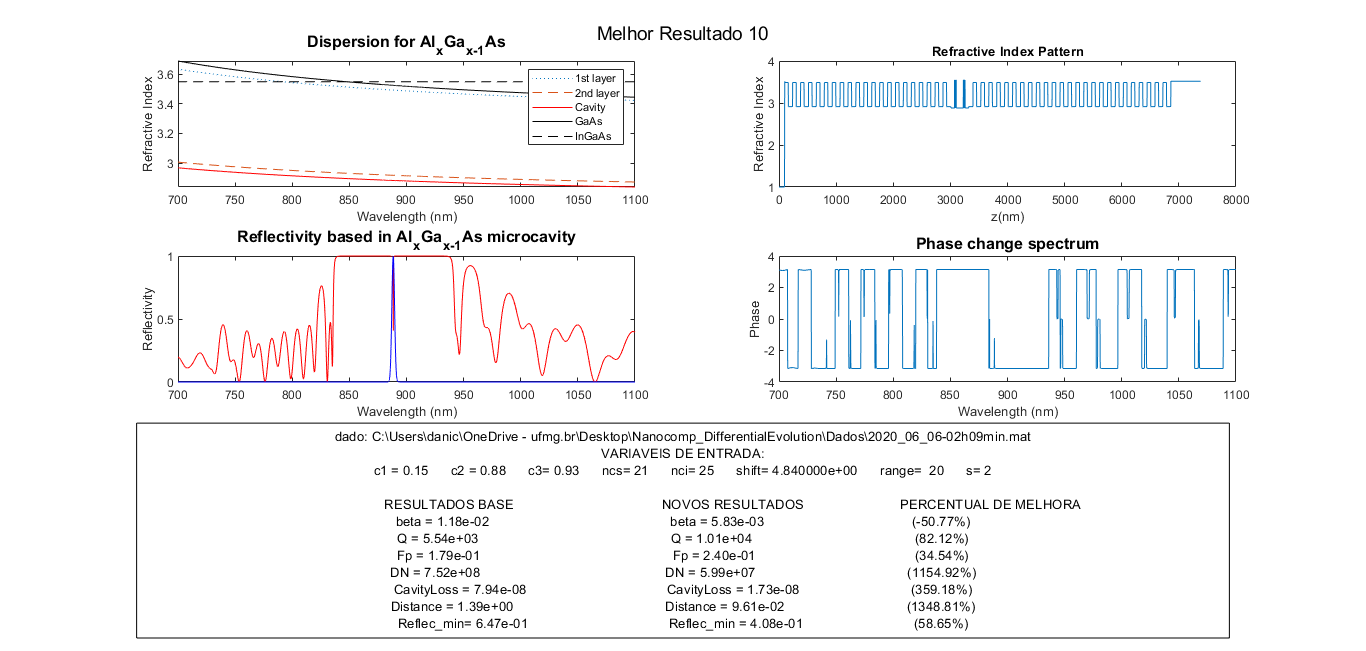 Melhor Resultado 10
Dispersion for AlxGax-1As
Refractive Index
3.6
3.4
3.2
3
1st layer
2nd layer
Cavity
GaAs
InGaAs
700 750 800 850 900 950 1000 1050 1100
Wavelength (nm)
Refractive Index Pattern
Refractive Index
4
3
2
1
0 1000 2000 3000 4000 5000 6000 7000 8000
z(nm)
Reflectivity based in AlxGax-1As microcavity
Reflectivity
1
0.5
0
700 750 800 850 900 950 1000 1050 1100
Wavelength (nm)
Phase change spectrum
Phase
4
2
0
-2
-4
700 750 800 850 900 950 1000 1050 1100
Wavelength (nm)
dado: C:\Users\danic\OneDrive - ufmg.br\Desktop\Nanocomp_DifferentialEvolution\Dados\2020_06_06-02h09min.mat
VARIAVEIS DE ENTRADA:
c1 = 0.15 c2 = 0.88 c3= 0.93 ncs= 21 nci= 25 shift= 4.840000e+00 range= 20 s= 2
RESULTADOS BASE NOVOS RESULTADOS PERCENTUAL DE MELHORA
beta = 1.18e-02 beta = 5.83e-03 (-50.77%)
Q = 5.54e+03 Q = 1.01e+04 (82.12%)
Fp = 1.79e-01 Fp = 2.40e-01 (34.54%)
DN = 7.52e+08 DN = 5.99e+07 (1154.92%)
CavityLoss = 7.94e-08 CavityLoss = 1.73e-08 (359.18%)
Distance = 1.39e+00 Distance = 9.61e-02 (1348.81%)
Reflec_min= 6.47e-01 Reflec_min= 4.08e-01 (58.65%)